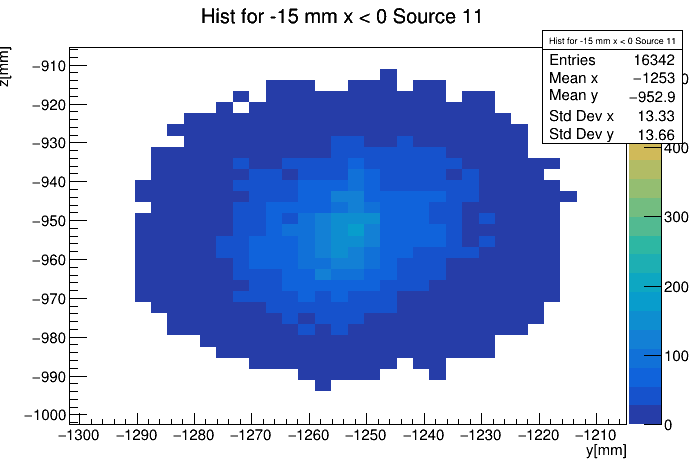 Hist for -15 mm x < 0 Source 11
z[mm]
Hist for -15 mm x < 0 Source 11
Entries 16342
Mean x −1253
Mean y −952.9
Std Dev x 13.33
Std Dev y 13.66
−910
−920
−930
−940
−950
−960
−970
−980
−990
−1000
0
400
300
200
100
0
−1300 −1290 −1280 −1270 −1260 −1250 −1240 −1230 −1220 −1210
y[mm]